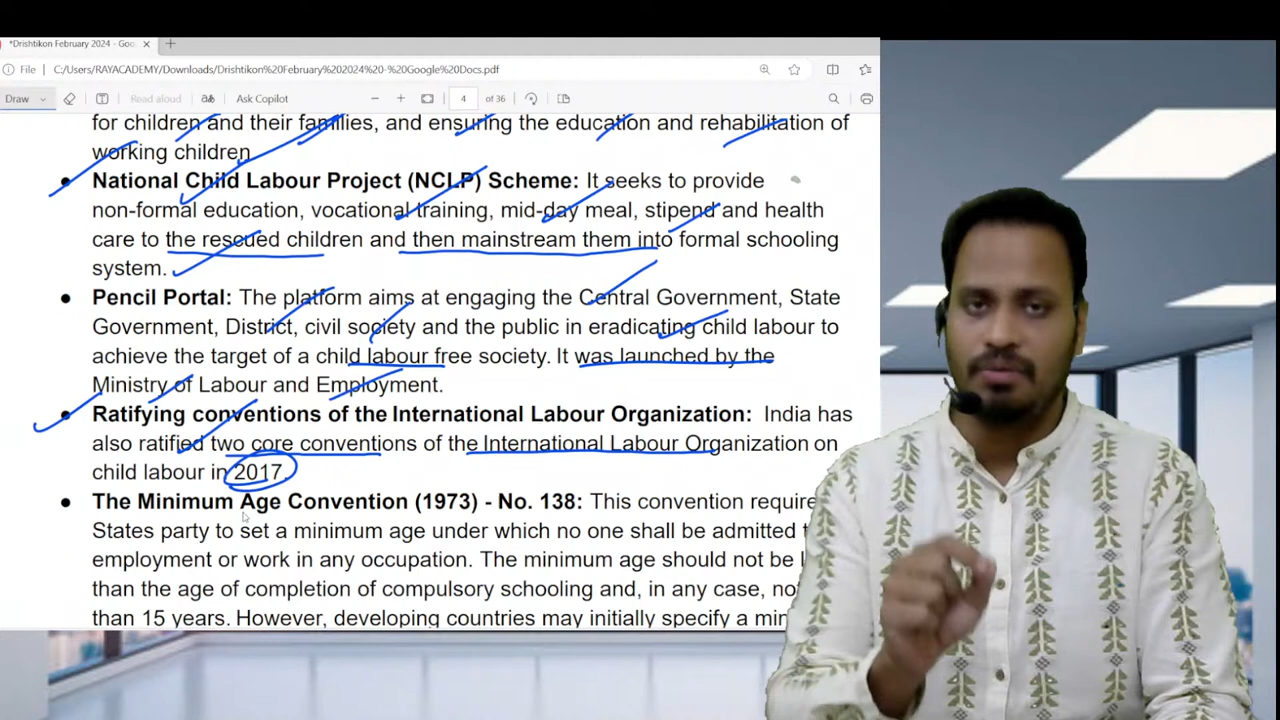 *Drishtikon February 2024 - Goo
File C:/Users/RAYACADEMY/Downloads/Drishtikon%20February%202024%20-%20Google%20Docs.pdf
Draw Read aloud Ask Copilot 4 of 36
for children and their families, and ensuring the education and rehabilitation of
working children
• National Child Labour Project (NCLP) Scheme: It seeks to provide
non-formal education, vocational training, mid-day meal, stipend and health
care to the rescued children and then mainstream them into formal schooling
system.
• Pencil Portal: The platform aims at engaging the Central Government, State
Government, District, civil society and the public in eradicating child labour to
achieve the target of a child labour free society. It was launched by the
Ministry of Labour and Employment.
• Ratifying conventions of the International Labour Organization: India has
also ratified two core conventions of the International Labour Organization on
child labour in 2017.
• The Minimum Age Convention (1973) - No. 138: This convention require
States party to set a minimum age under which no one shall be admitted
employment or work in any occupation. The minimum age should not be
than the age of completion of compulsory schooling and, in any case, no
than 15 years. However, developing countries may initially specify a